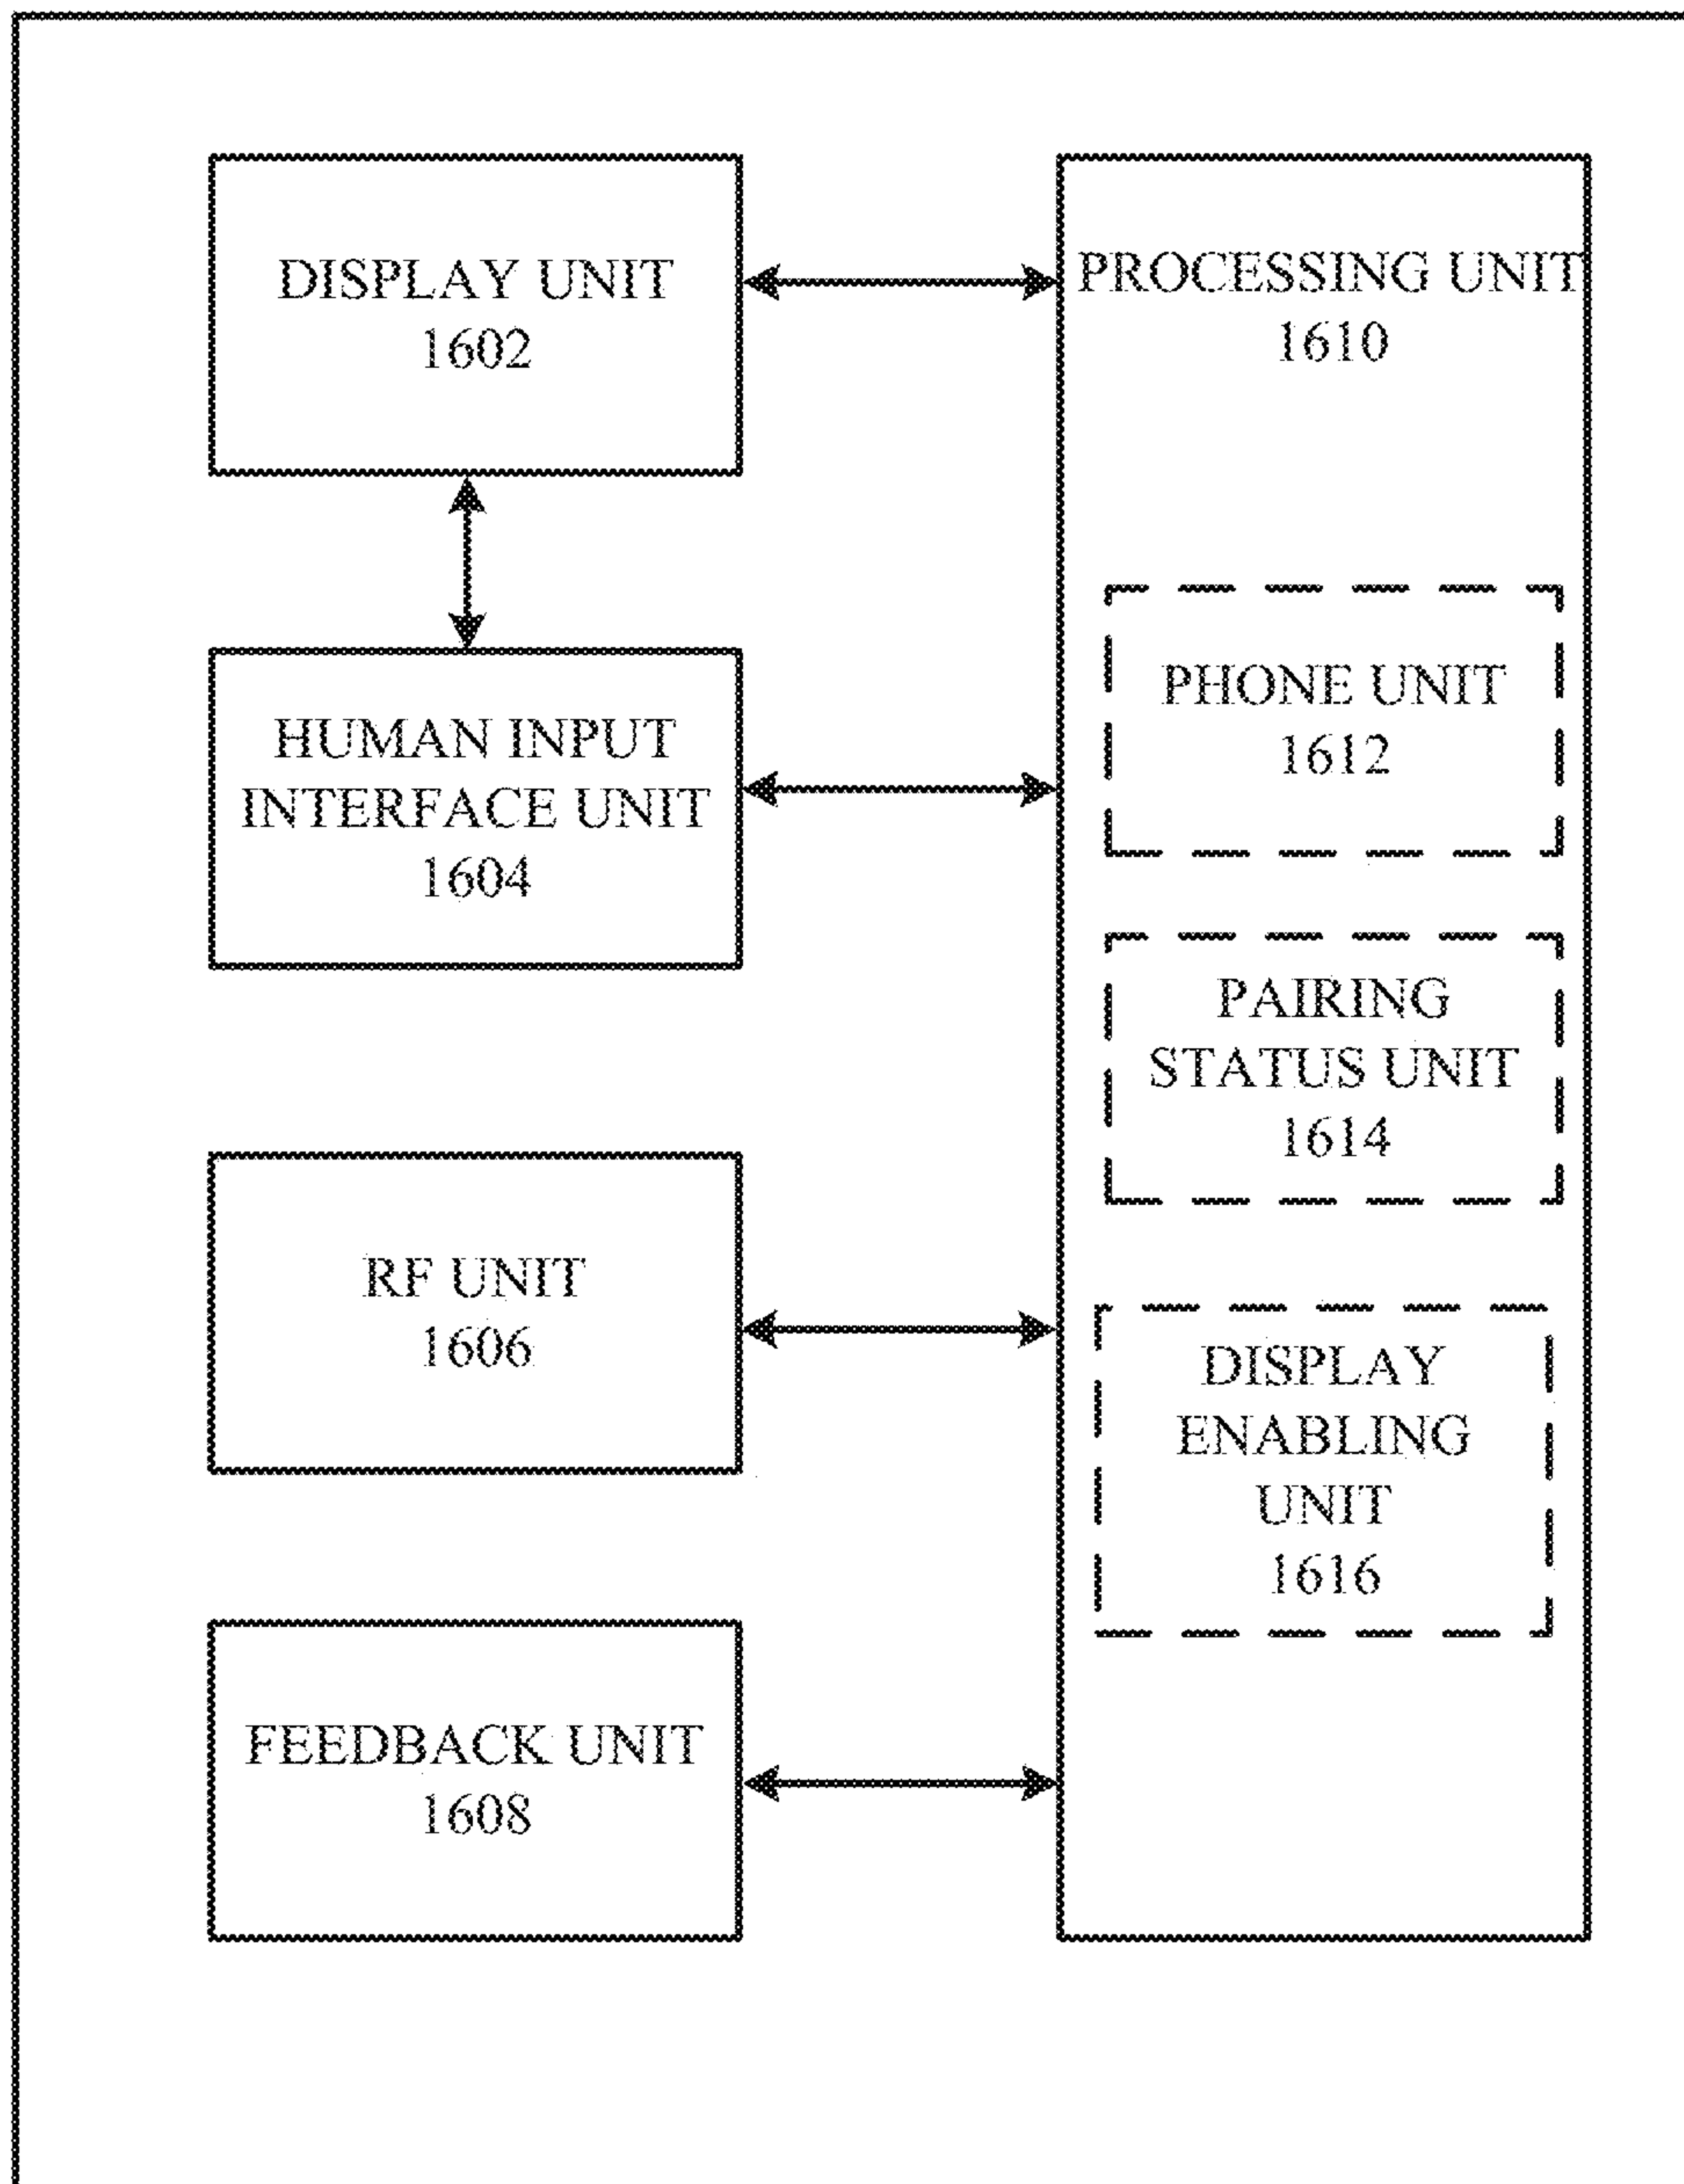 DISPLAY UNIT
1602
PROCESSING UNIT
1610
HUMAN INPUT
INTERFACE UNIT
1604
PHONE UNIT
1612
PAIRING
STATUS UNIT
1614
RF UNIT
1606
DISPLAY
ENABLING
UNIT
1616
FEEDBACK UNIT
1608